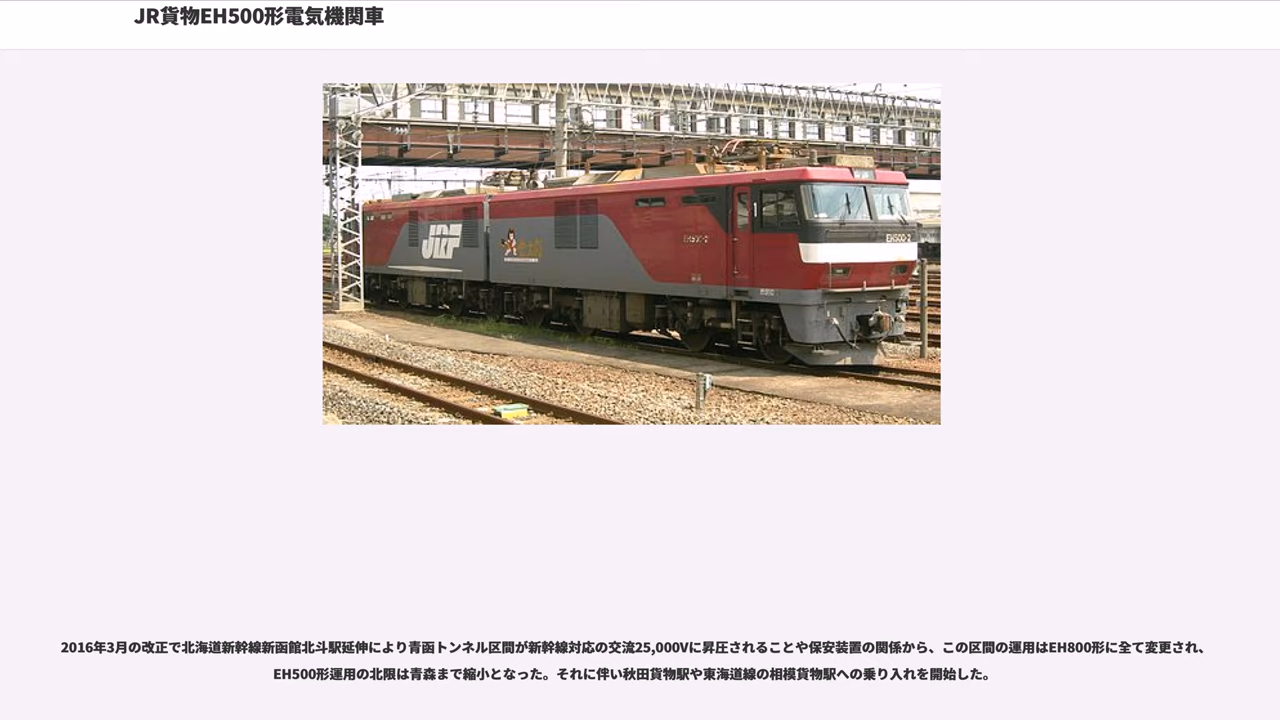 JR貨物EH500形電気機関車
JRF
EH500-2
2016年3月の改正で北海道新幹線新函館北斗駅延伸により青函トンネル区間が新幹線対応の交流25,000Vに昇圧されることや保安装置の関係から、この区間の運用はEH800形に全て変更され、
EH500形運用の北限は青森まで縮小となった。それに伴い秋田貨物駅や東海道線の相模貨物駅への乗り入れを開始した。